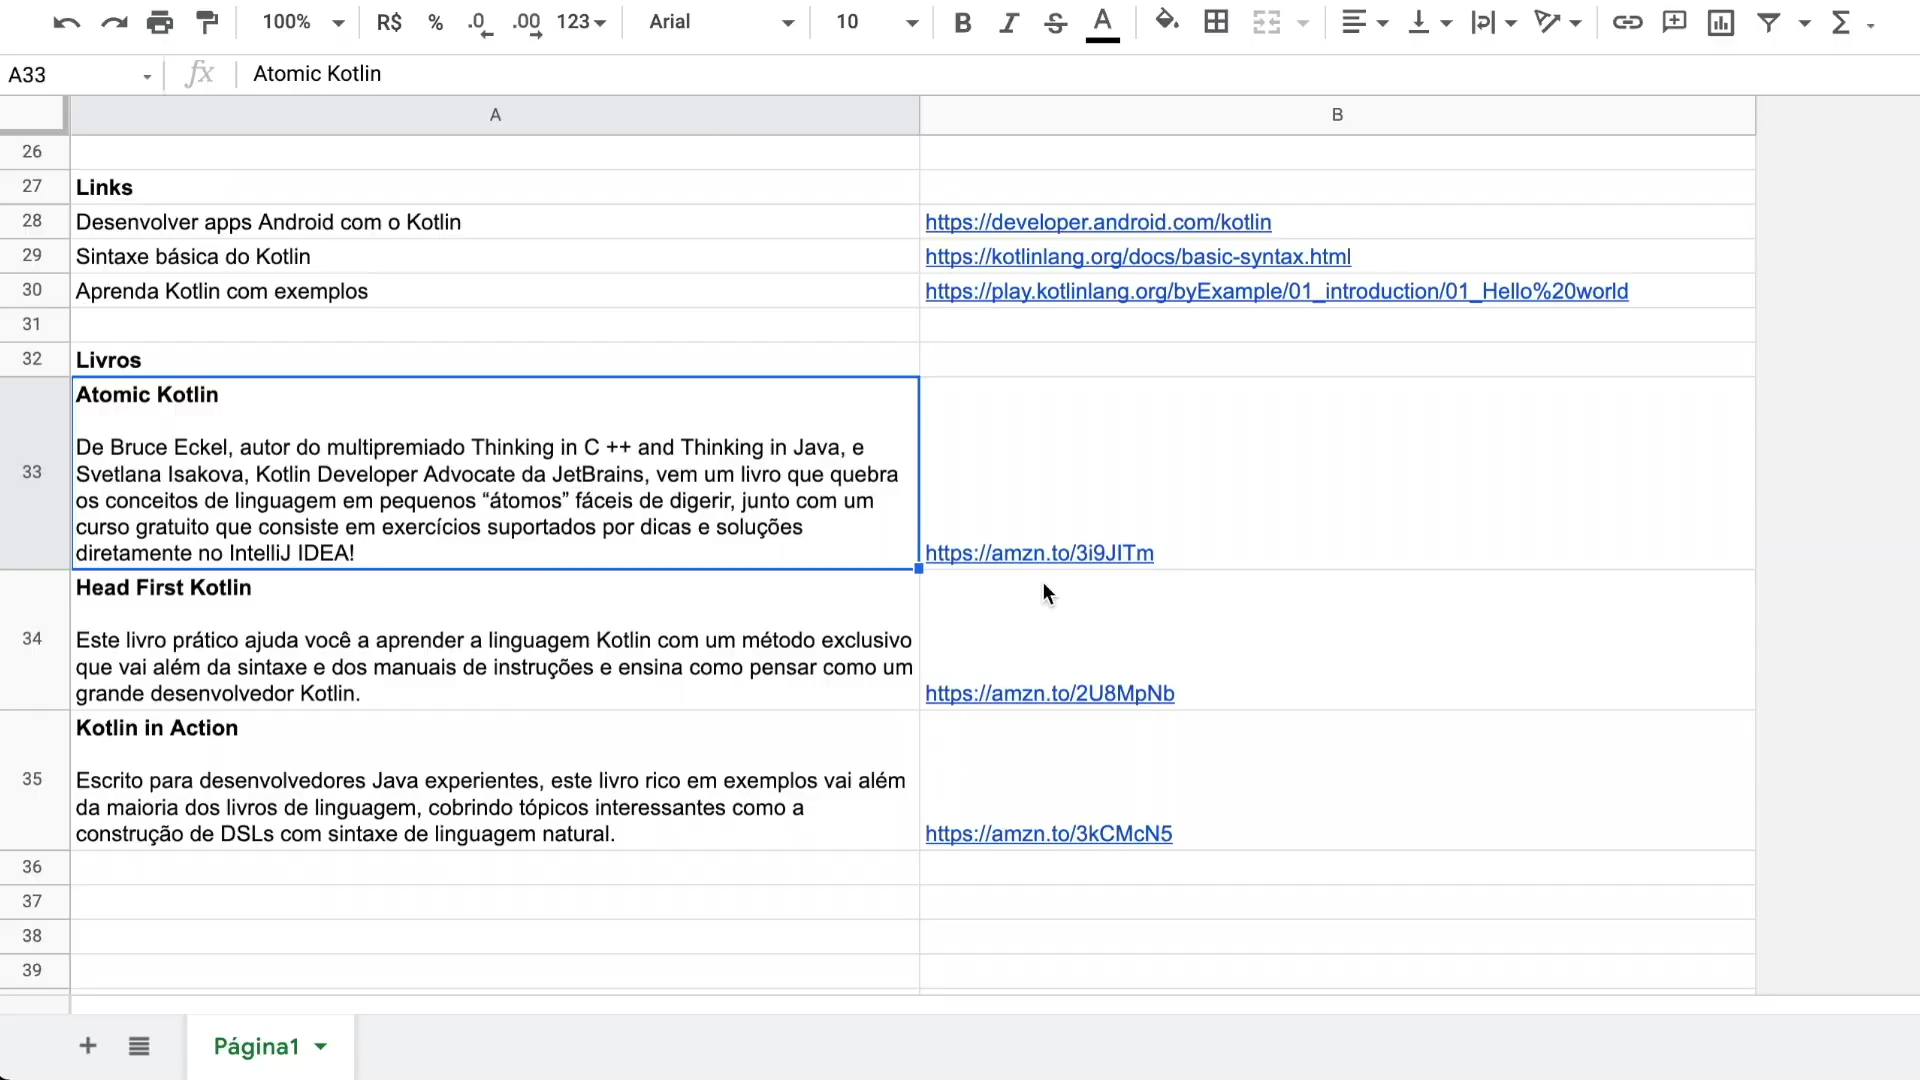 100% R$ % .0 .00 123 Arial 10 B I S A Σ
A33 fx Atomic Kotlin
A B
26
27 Links
28 Desenvolver apps Android com o Kotlin https://developer.android.com/kotlin
29 Sintaxe básica do Kotlin https://kotlinlang.org/docs/basic-syntax.html
30 Aprenda Kotlin com exemplos https://play.kotlinlang.org/byExample/01_introduction/01_Hello%20world
31
32 Livros
Atomic Kotlin
De Bruce Eckel, autor do multipremiado Thinking in C ++ and Thinking in Java, e
33 Svetlana Isakova, Kotlin Developer Advocate da JetBrains, vem um livro que quebra
os conceitos de linguagem em pequenos “átomos” fáceis de digerir, junto com um
curso gratuito que consiste em exercícios suportados por dicas e soluções
diretamente no IntelliJ IDEA! https://amzn.to/3i9JITm
Head First Kotlin
34 Este livro prático ajuda você a aprender a linguagem Kotlin com um método exclusivo
que vai além da sintaxe e dos manuais de instruções e ensina como pensar como um
grande desenvolvedor Kotlin. https://amzn.to/2U8MpNb
Kotlin in Action
35 Escrito para desenvolvedores Java experientes, este livro rico em exemplos vai além
da maioria dos livros de linguagem, cobrindo tópicos interessantes como a
construção de DSLs com sintaxe de linguagem natural. https://amzn.to/3kCMcN5
36
37
38
39
Página1